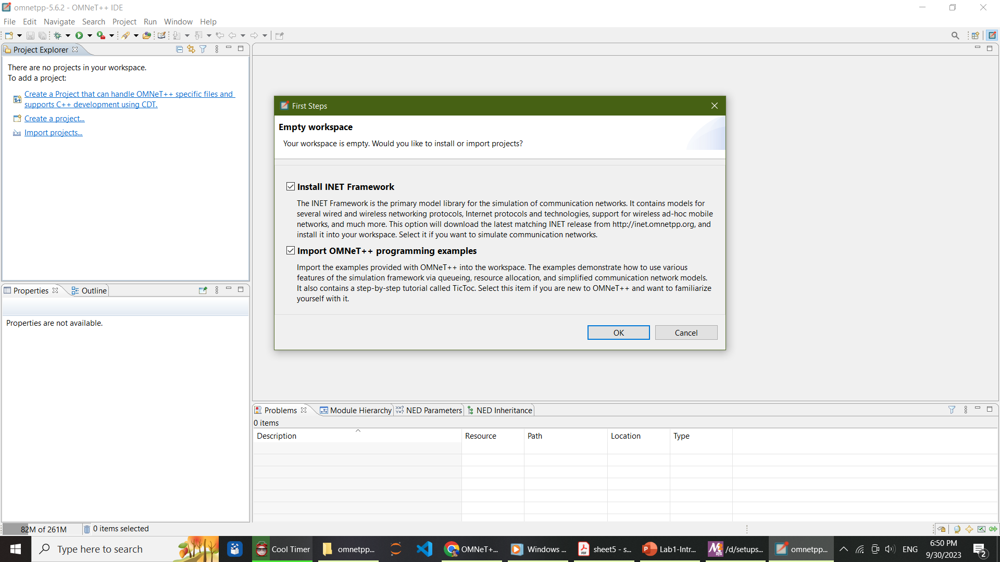 omnetpp-5.6.2 - OMNeT++ IDE
File Edit Navigate Search Project Run Window Help
Project Explorer
There are no projects in your workspace.
To add a project:
Create a Project that can handle OMNeT++ specific files and
supports C++ development using CDT.
Create a project...
Import projects...
First Steps
Empty workspace
Your workspace is empty. Would you like to install or import projects?
Install INET Framework
The INET Framework is the primary model library for the simulation of communication networks. It contains models for
several wired and wireless networking protocols, Internet protocols and technologies, support for wireless ad-hoc mobile
networks, and much more. This option will download the latest matching INET release from http://inet.omnetpp.org, and
install it into your workspace. Select it if you want to simulate communication networks.
Import OMNeT++ programming examples
Import the examples provided with OMNeT++ into the workspace. The examples demonstrate how to use various
features of the simulation framework via queueing, resource allocation, and simplified communication network models.
It also contains a step-by-step tutorial called TicToc. Select this item if you are new to OMNeT++ and want to familiarize
yourself with it.
OK Cancel
Properties Outline
Properties are not available.
Problems Module Hierarchy NED Parameters NED Inheritance
0 items
Description Resource Path Location Type
82M of 261M 0 items selected
Type here to search Cool Timer omnetpp... OMNeT+... Windows ... sheet5 - s... Lab1-Intr... /d/setups... omnetpp... ENG
6:50 PM
9/30/2023
2